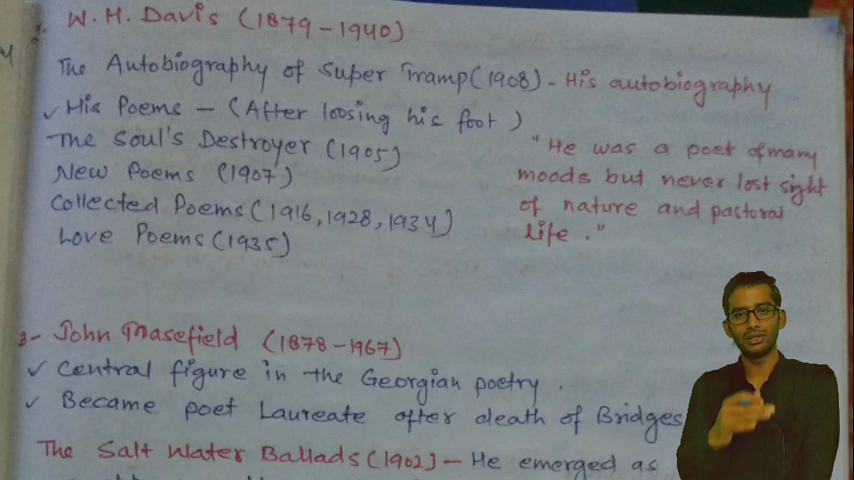 W. H. Davis (1879-1940)
The Autobiography of Super Tramp (1908) - His autobiography
✓ His Poems - (After loosing his foot)
The Soul's Destroyer (1905)
New Poems (1907)
Collected Poems (1916, 1928, 1934)
Love Poems (1935)
"He was a poet of many
moods but never lost sight
of nature and pastoral
life."
3- John Masefield (1878-1967)
✓ Central figure in the Georgian poetry.
✓ Became poet Laureate after death of Bridges
The Salt Water Ballads (1902) - He emerged as